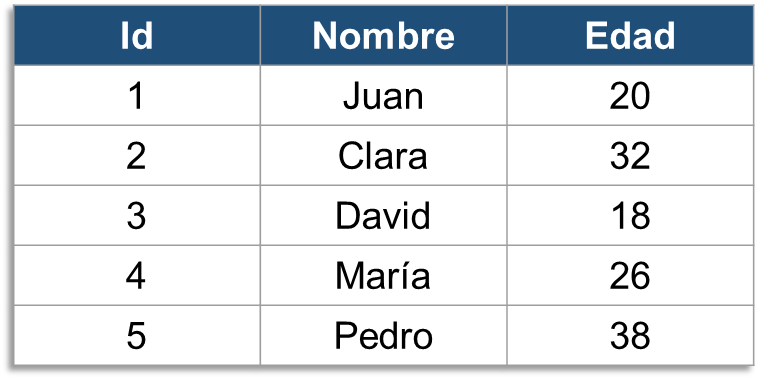 Id Nombre Edad
1 Juan 20
2 Clara 32
3 David 18
4 María 26
5 Pedro 38